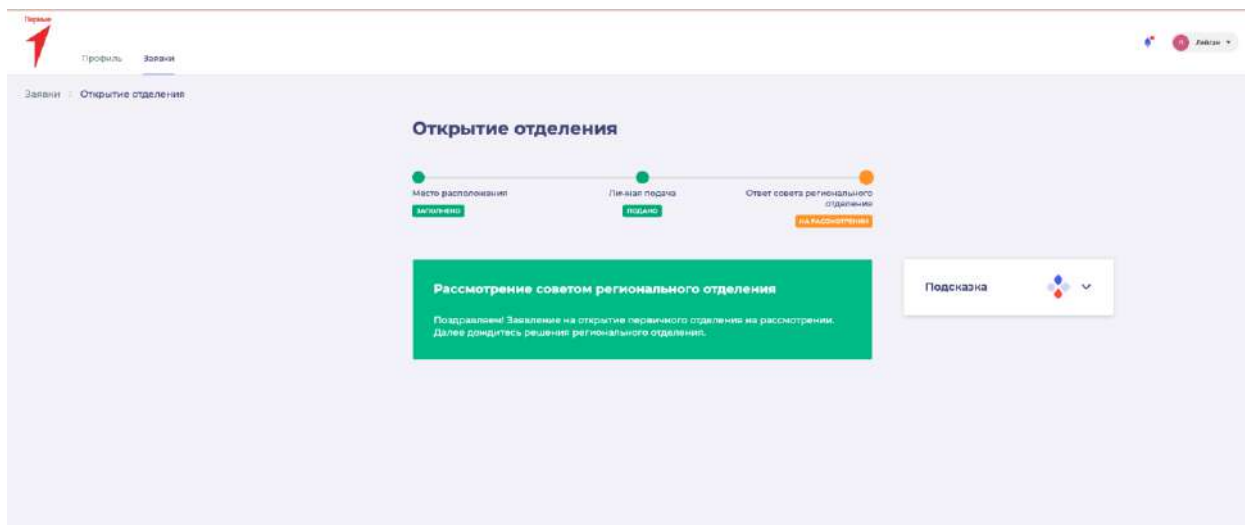 Первые
Профиль Заявки
Лейсан
Заявки Открытие отделения
Открытие отделения
Место расположения
Личная подача
Ответ совета регионального
отделения
ЗАПОЛНЕНО
ПОДАНО
НА РАССМОТРЕНИИ
Рассмотрение советом регионального отделения
Подсказка
Поздравляем! Заявление на открытие первичного отделения на рассмотрении.
Далее дождитесь решения регионального отделения.